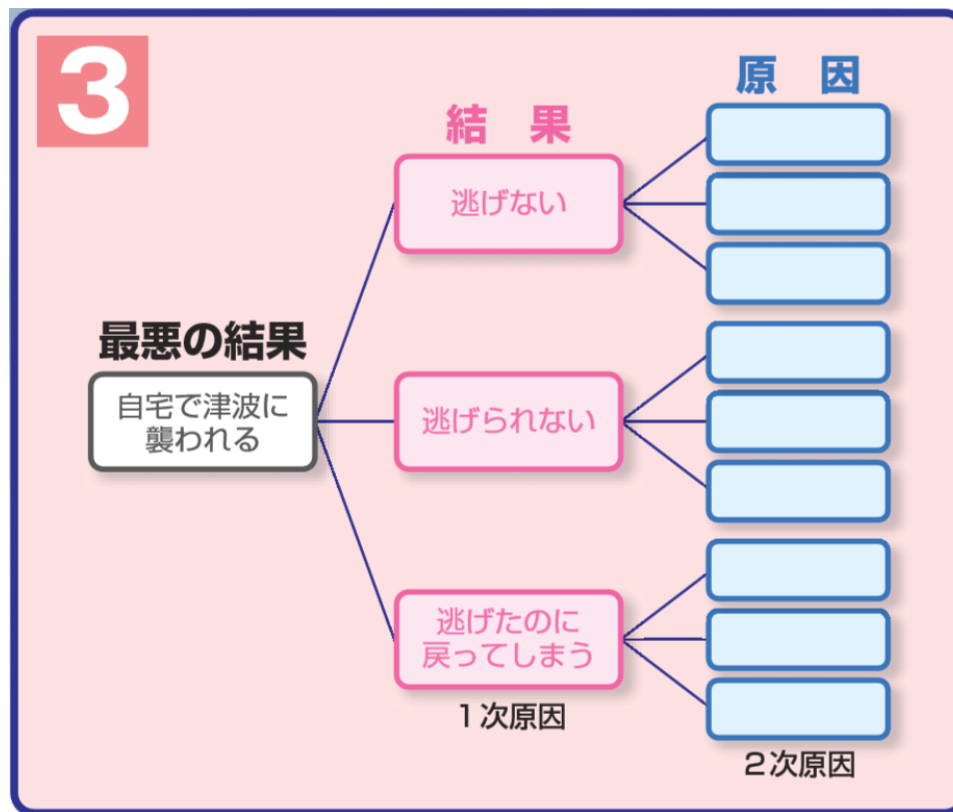 3
原 因
結 果
逃げない
最悪の結果
自宅で津波に
襲われる
逃げられない
逃げたのに
戻ってしまう
1次原因
2次原因